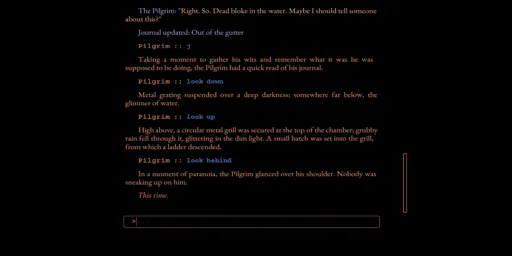 The Pilgrim: "Right. So. Dead bloke in the water. Maybe I should tell someone
about this?"
Journal updated: Out of the gutter
Pilgrim :: j
Taking a moment to gather his wits and remember what it was he was
supposed to be doing, the Pilgrim had a quick read of his journal.
Pilgrim :: look down
Metal grating suspended over a deep darkness; somewhere far below, the
glimmer of water.
Pilgrim :: look up
High above, a circular metal grill was secured at the top of the chamber; grubby
rain fell through it, glittering in the dim light. A small hatch was set into the grill,
from which a ladder descended.
Pilgrim :: look behind
In a moment of paranoia, the Pilgrim glanced over his shoulder. Nobody was
sneaking up on him.
This time.
>